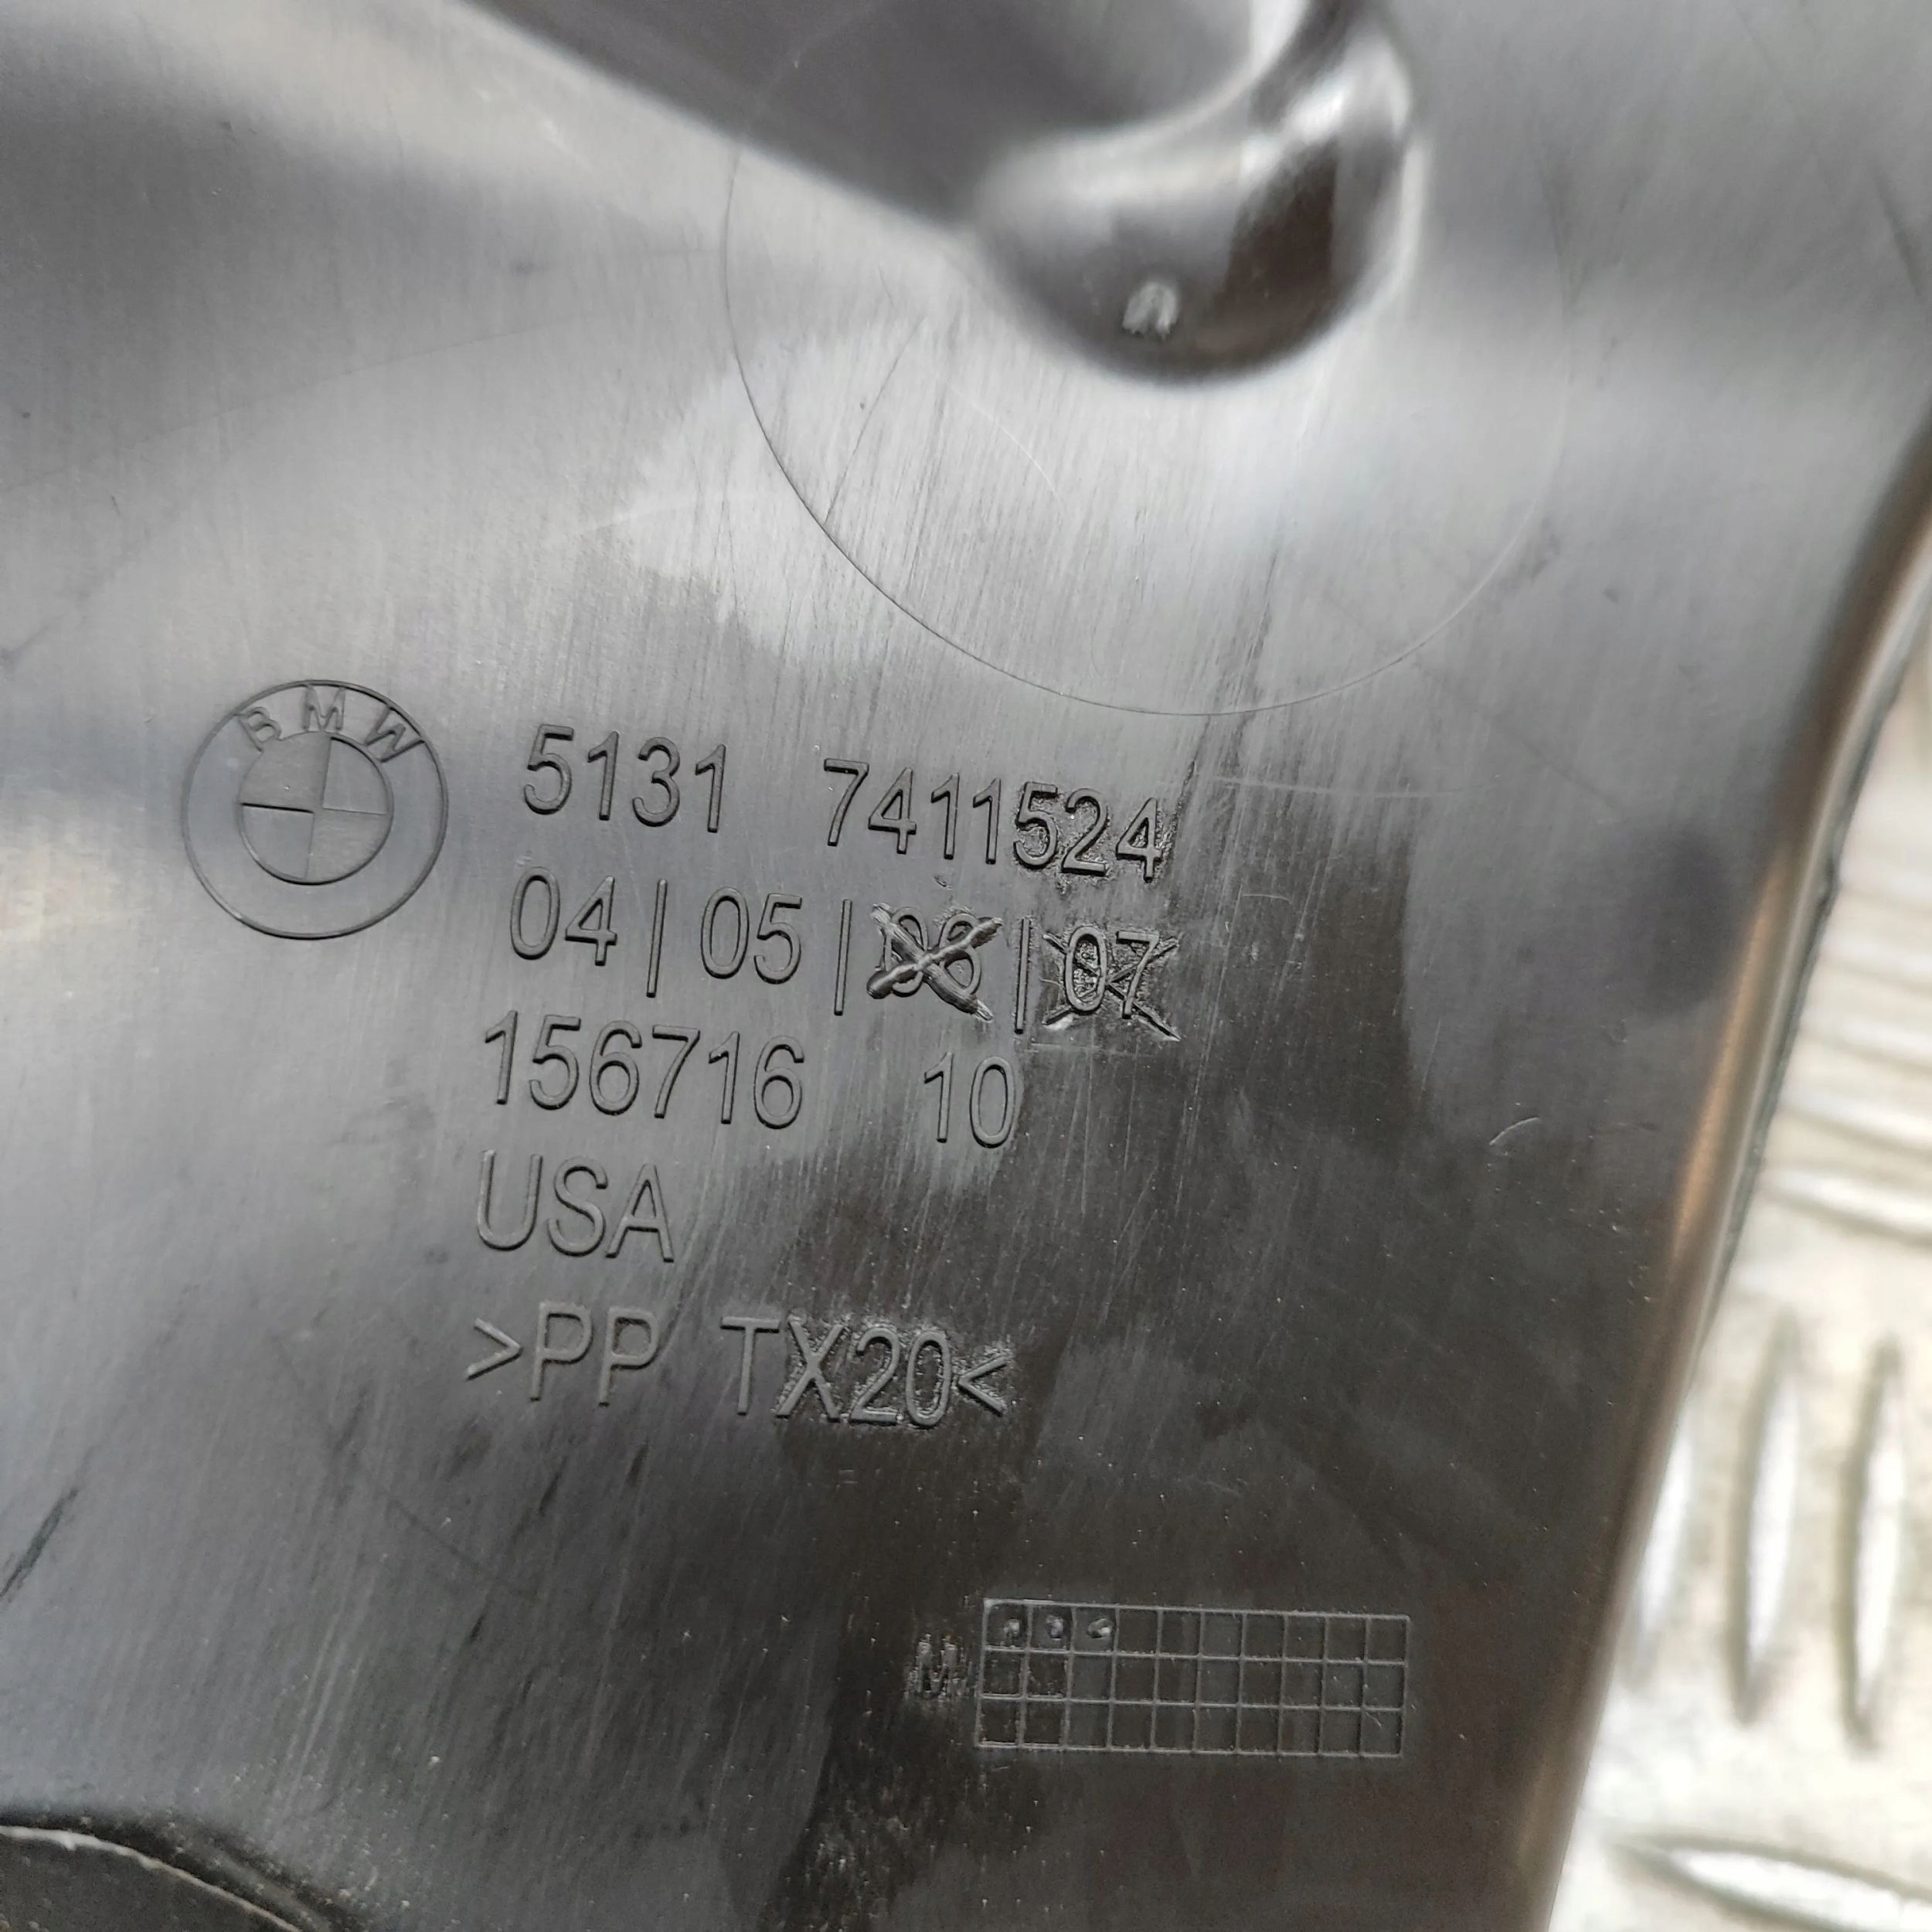 BMW
5131 7411524
04 | 05 | 06 | 07
156716 10
USA
>PP TX20<
M